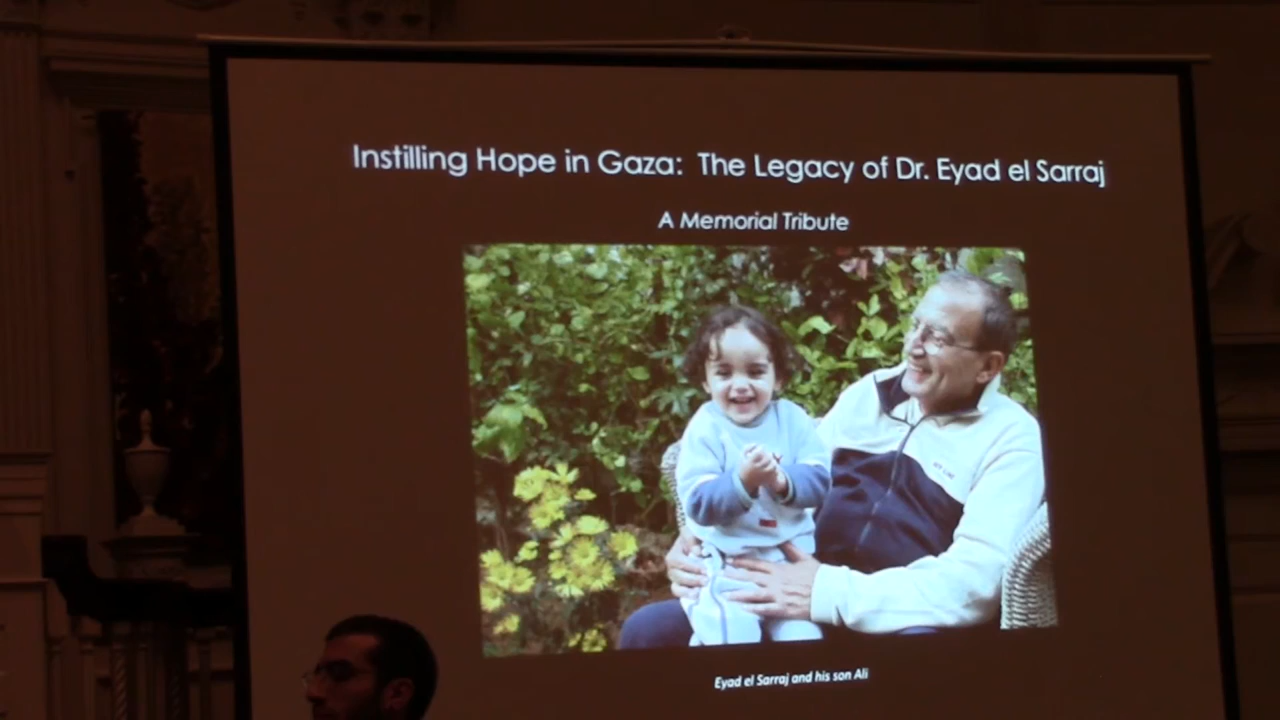 Instilling Hope in Gaza: The Legacy of Dr. Eyad el Sarraj
A Memorial Tribute
Eyad el Sarraj and his son Ali